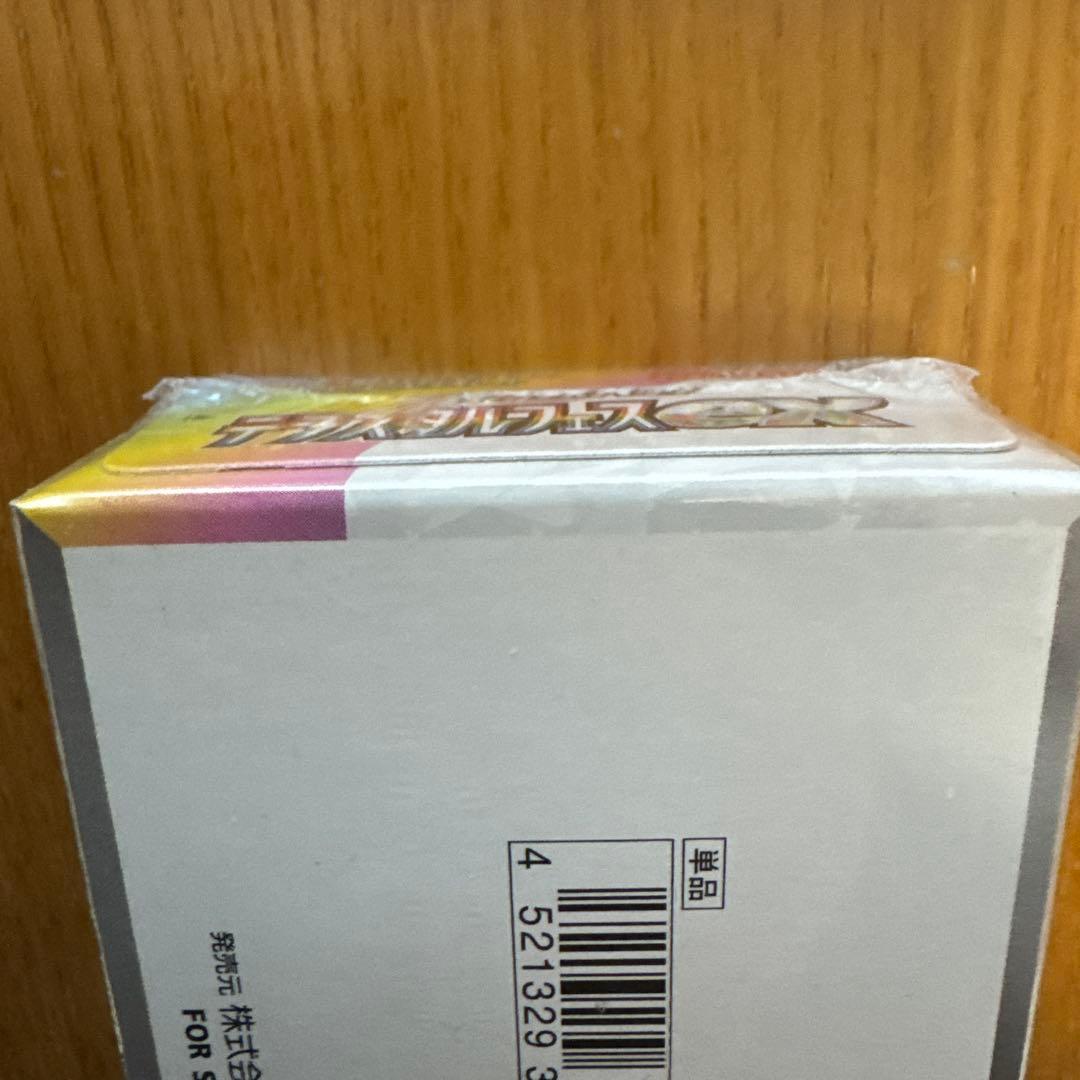 テラスタルフェスex
単品
4 521329 3
発売元 株式会
FOR S